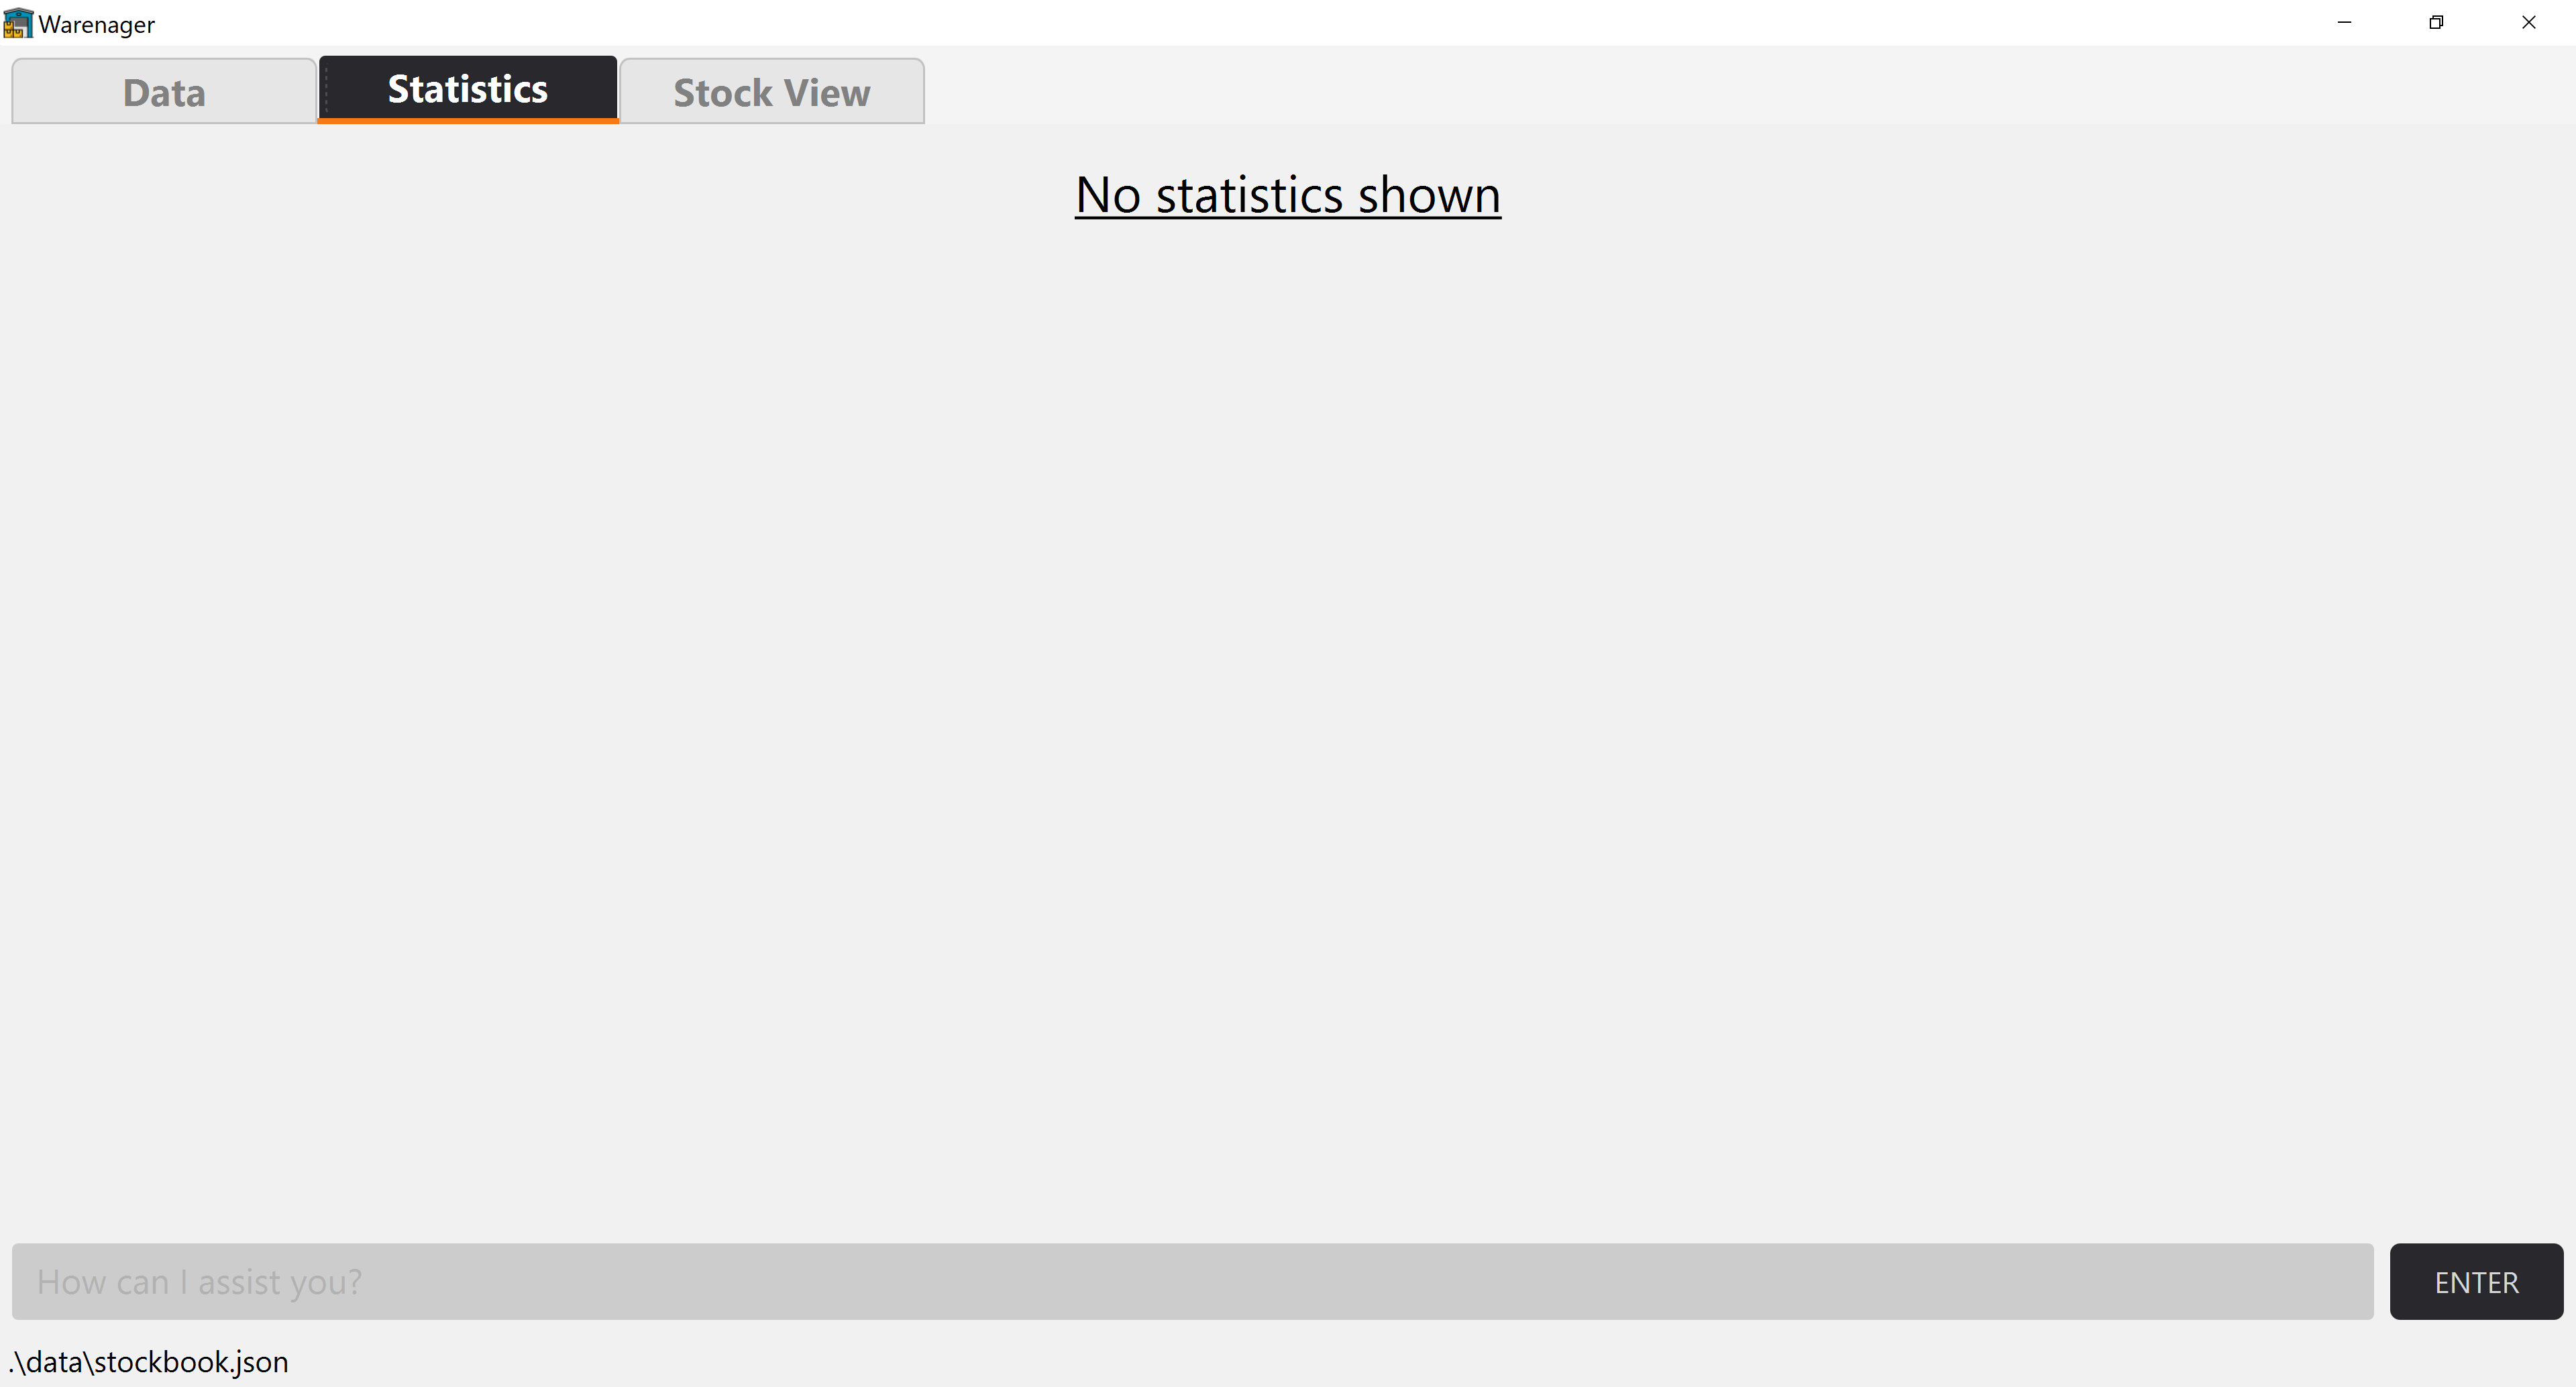 Warenager
Data
Statistics
Stock View
No statistics shown
How can I assist you?
ENTER
.\data\stockbook.json